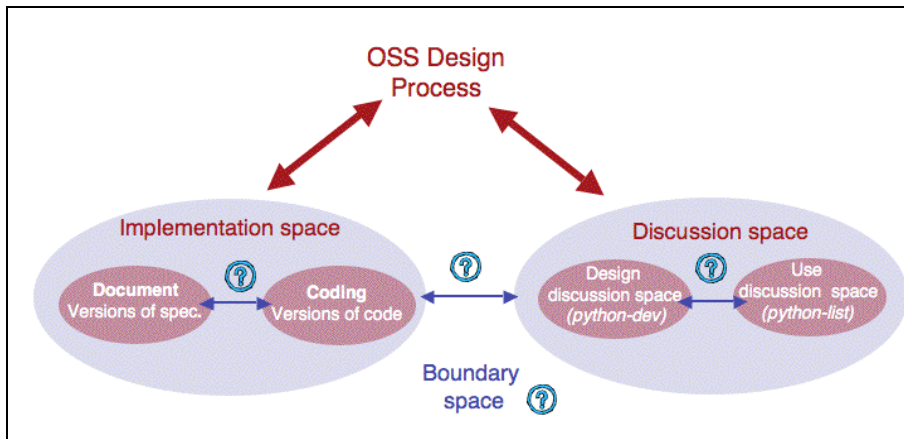 OSS Design
Process
Implementation space
Document
Versions of spec.
?
Coding
Versions of code
?
Discussion space
Design
discussion space
(python-dev)
?
Use
discussion space
(python-list)
Boundary
space
?